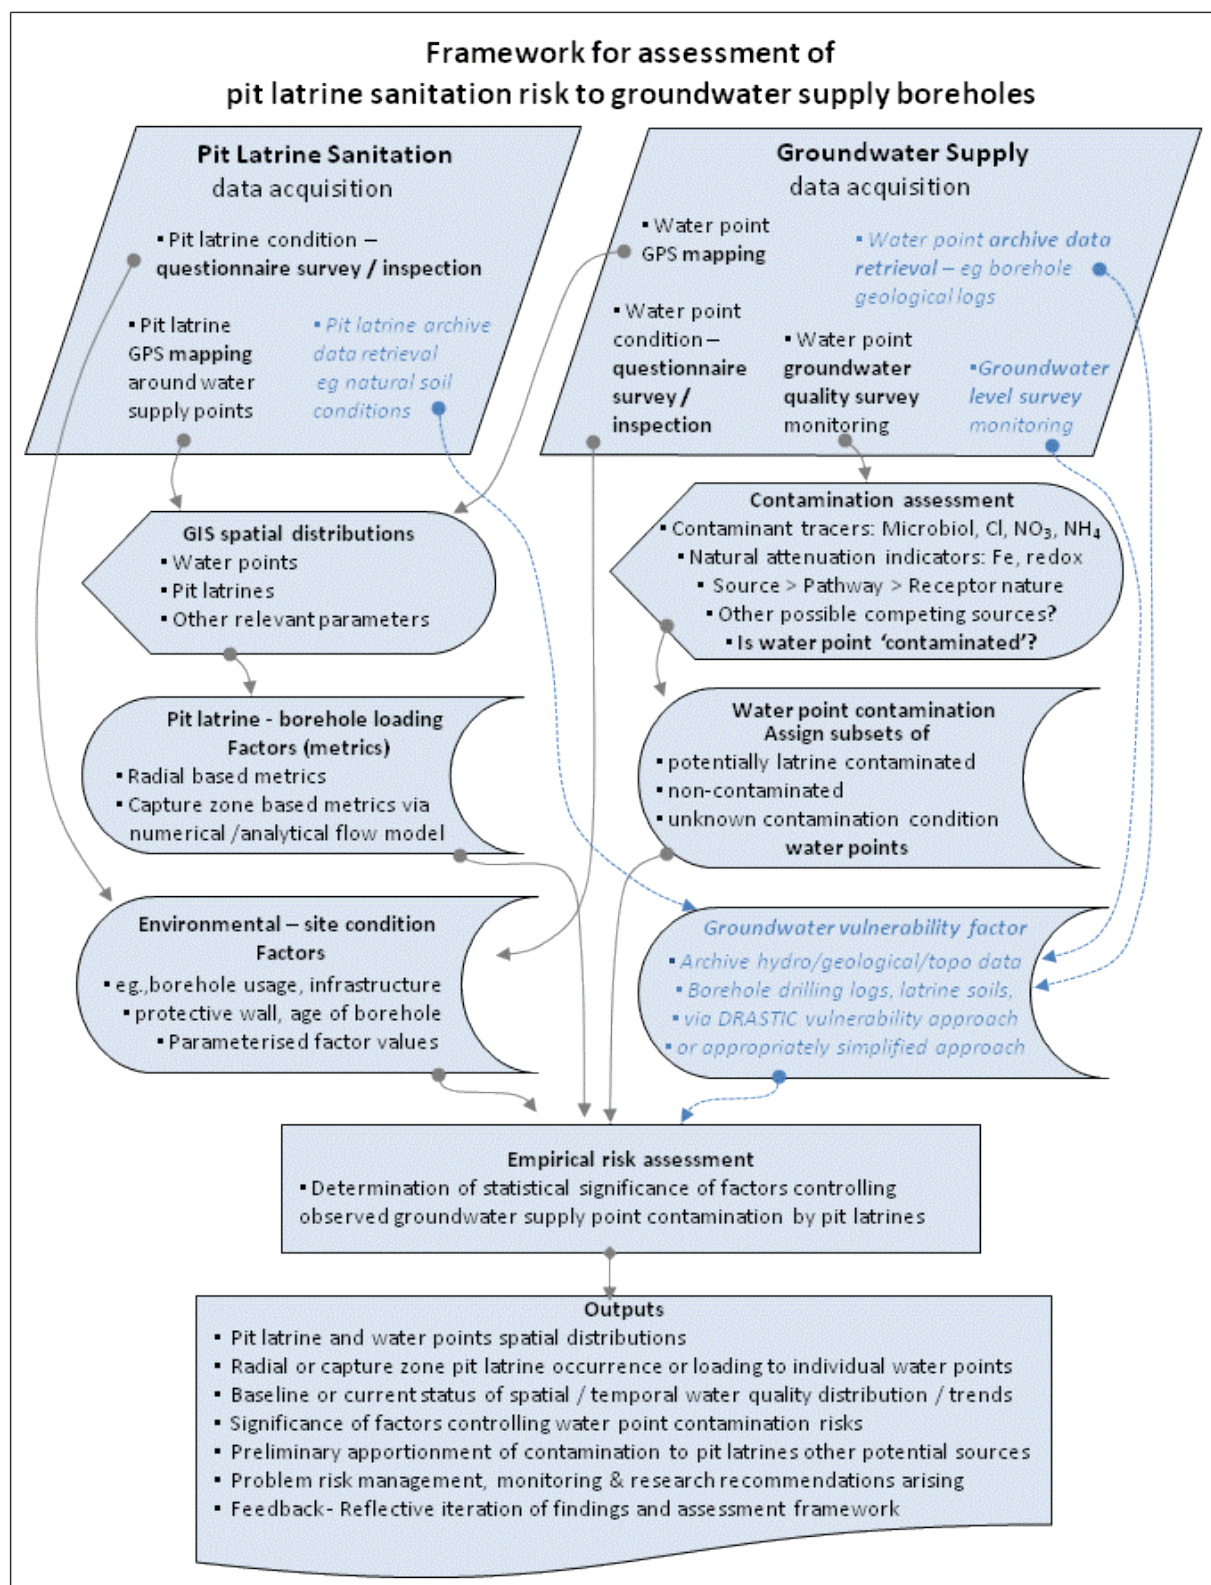 Framework for assessment of
pit latrine sanitation risk to groundwater supply boreholes
Pit Latrine Sanitation
data acquisition
▪ Pit latrine condition –
questionnaire survey / inspection
▪ Pit latrine
GPS mapping
around water
supply points
▪ Pit latrine archive
data retrieval
eg natural soil
conditions
Groundwater Supply
data acquisition
▪ Water point
GPS mapping
▪ Water point archive data
retrieval – eg borehole
geological logs
▪ Water point
condition –
questionnaire
survey /
inspection
▪ Water point
groundwater
quality survey
monitoring
▪ Groundwater
level survey
monitoring
GIS spatial distributions
▪ Water points
▪ Pit latrines
▪ Other relevant parameters
Contamination assessment
▪ Contaminant tracers: Microbiol, Cl, NO₃, NH₄
▪ Natural attenuation indicators: Fe, redox
▪ Source > Pathway > Receptor nature
▪ Other possible competing sources?
▪ Is water point ‘contaminated’?
Pit latrine - borehole loading
Factors (metrics)
▪ Radial based metrics
▪ Capture zone based metrics via
numerical /analytical flow model
Water point contamination
Assign subsets of
▪ potentially latrine contaminated
▪ non-contaminated
▪ unknown contamination condition
water points
Environmental – site condition
Factors
▪ eg.,borehole usage, infrastructure
▪ protective wall, age of borehole
▪ Parameterised factor values
Groundwater vulnerability factor
▪ Archive hydro/geological/topo data
▪ Borehole drilling logs, latrine soils,
▪ via DRASTIC vulnerability approach
▪ or appropriately simplified approach
Empirical risk assessment
▪ Determination of statistical significance of factors controlling
observed groundwater supply point contamination by pit latrines
Outputs
▪ Pit latrine and water points spatial distributions
▪ Radial or capture zone pit latrine occurrence or loading to individual water points
▪ Baseline or current status of spatial / temporal water quality distribution / trends
▪ Significance of factors controlling water point contamination risks
▪ Preliminary apportionment of contamination to pit latrines other potential sources
▪ Problem risk management, monitoring & research recommendations arising
▪ Feedback- Reflective iteration of findings and assessment framework